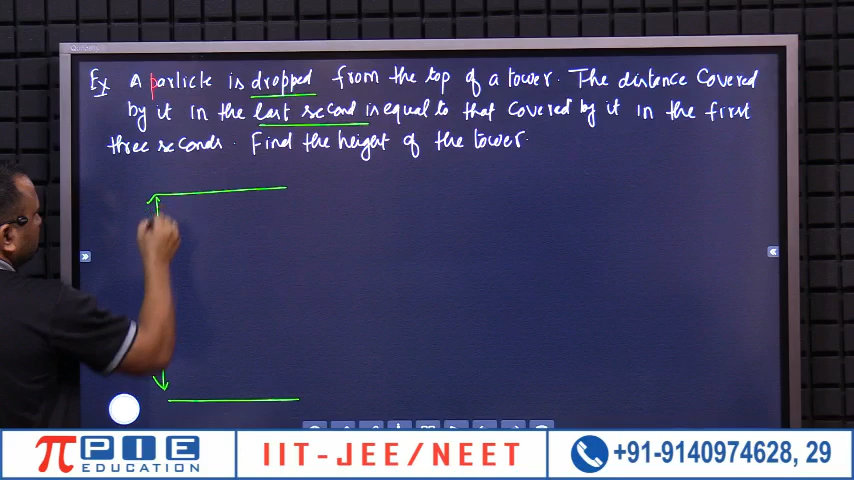 Ex A particle is dropped from the top of a tower. The distance covered
by it in the last second is equal to that covered by it in the first
three seconds. Find the height of the tower.
π PIE EDUCATION
IIT-JEE/NEET
+91-9140974628, 29